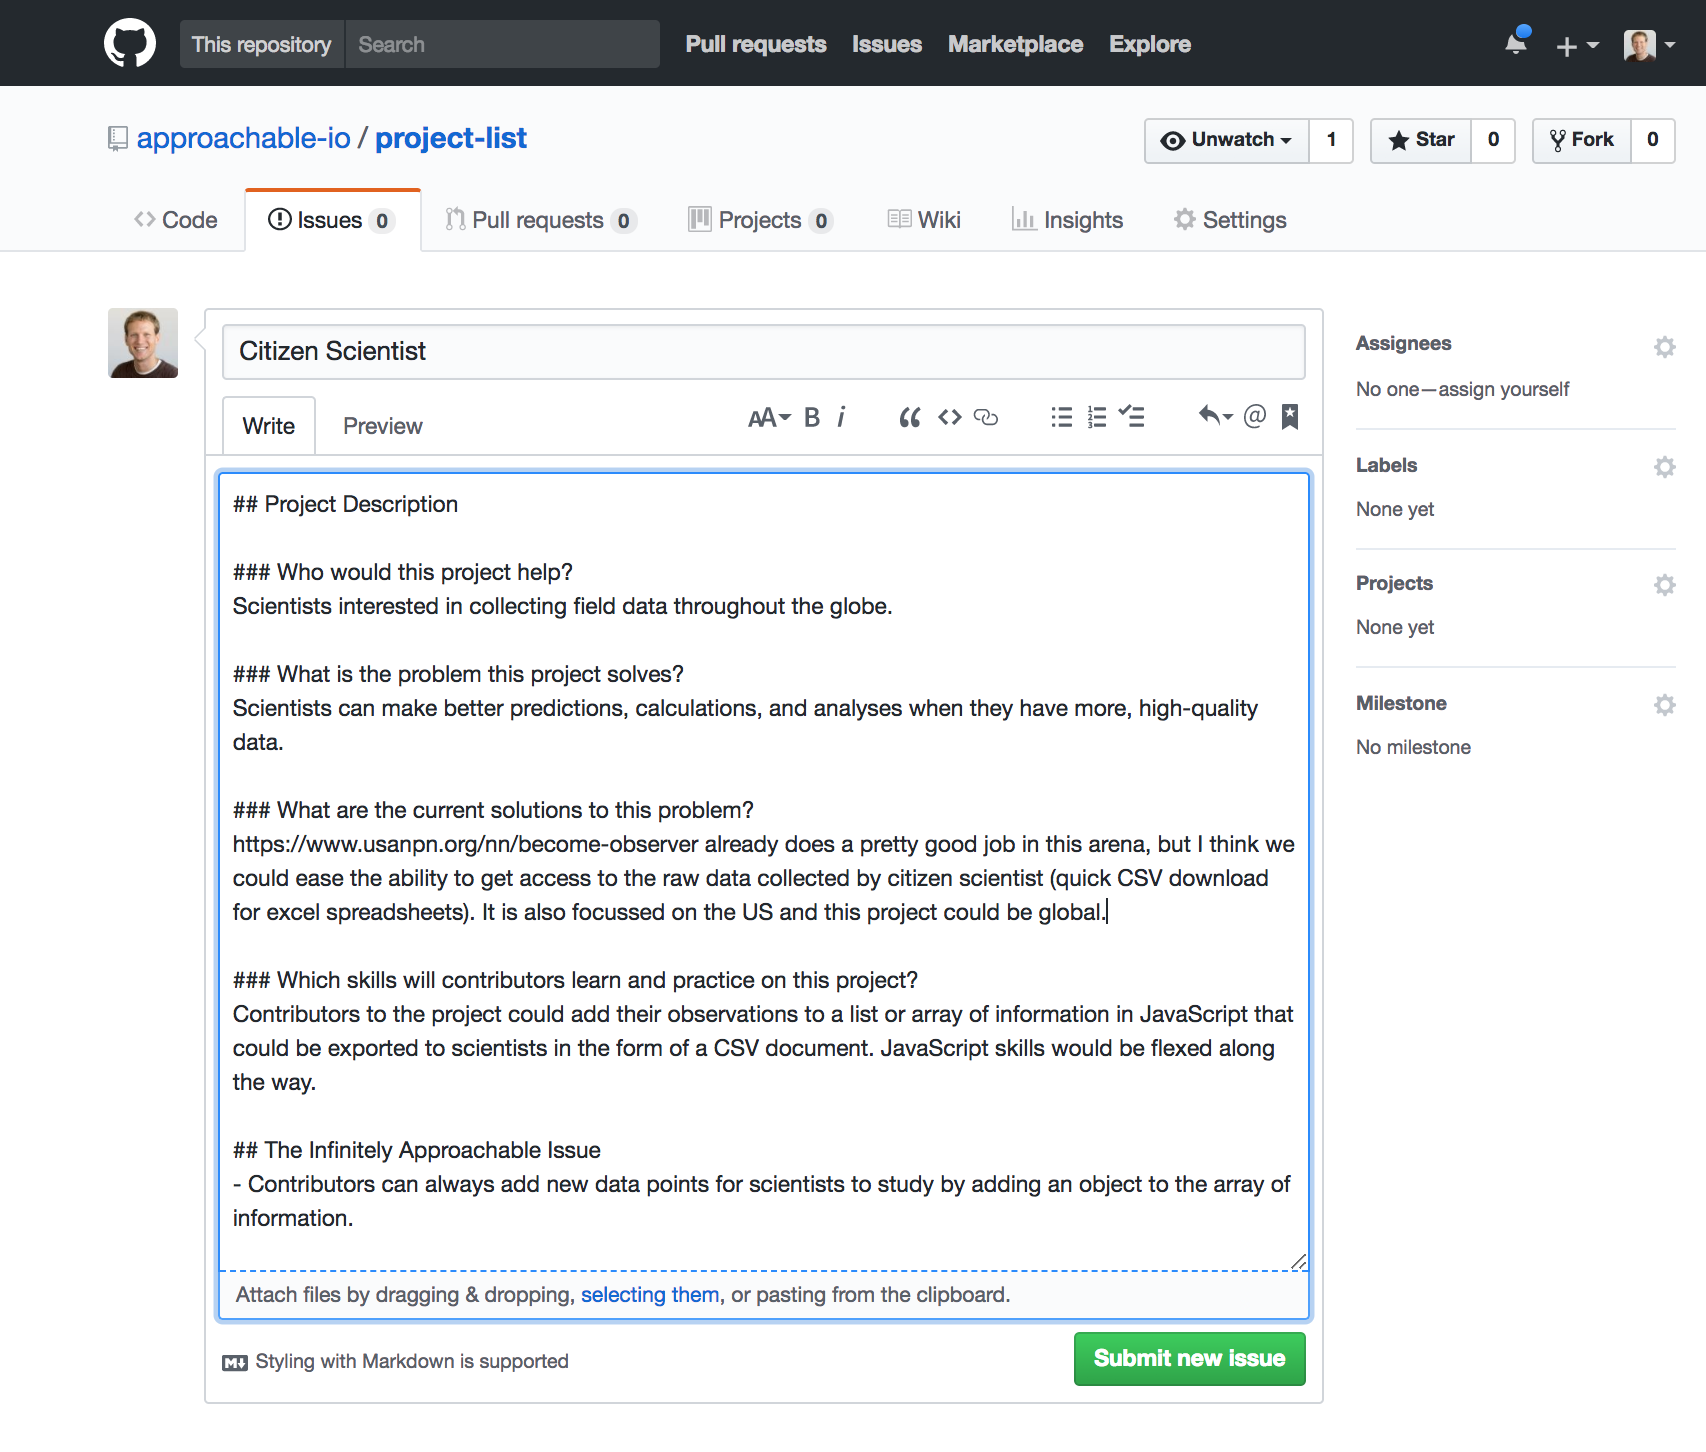 This repository Search Pull requests Issues Marketplace Explore
approachable-io / project-list
Unwatch 1 Star 0 Fork 0
Code Issues 0 Pull requests 0 Projects 0 Wiki Insights Settings
Citizen Scientist
Write Preview AA B i
## Project Description
### Who would this project help?
Scientists interested in collecting field data throughout the globe.
### What is the problem this project solves?
Scientists can make better predictions, calculations, and analyses when they have more, high-quality
data.
### What are the current solutions to this problem?
https://www.usanpn.org/nn/become-observer already does a pretty good job in this arena, but I think we
could ease the ability to get access to the raw data collected by citizen scientist (quick CSV download
for excel spreadsheets). It is also focussed on the US and this project could be global.
### Which skills will contributors learn and practice on this project?
Contributors to the project could add their observations to a list or array of information in JavaScript that
could be exported to scientists in the form of a CSV document. JavaScript skills would be flexed along
the way.
## The Infinitely Approachable Issue
- Contributors can always add new data points for scientists to study by adding an object to the array of
information.
Attach files by dragging & dropping, selecting them, or pasting from the clipboard.
Styling with Markdown is supported
Submit new issue
Assignees
No one—assign yourself
Labels
None yet
Projects
None yet
Milestone
No milestone